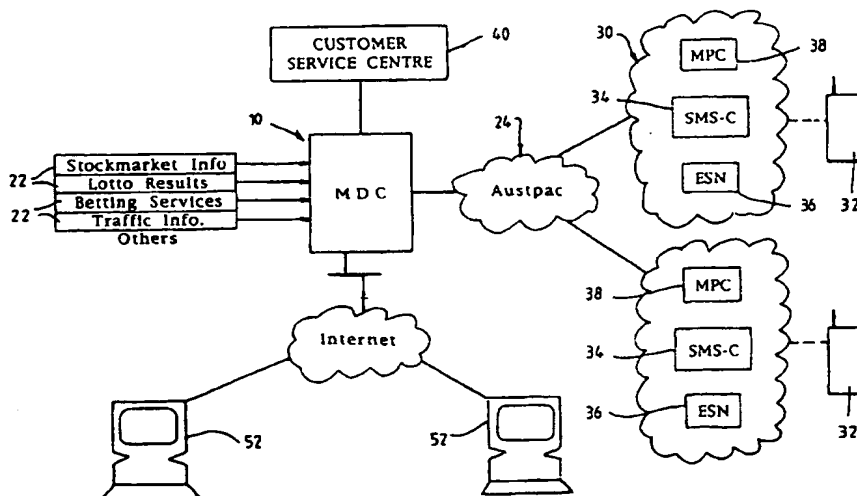 CUSTOMER
SERVICE CENTRE
40
30
MPC
38
34
SMS-C
ESN
36
32
10
MDC
24
Austpac
22
22
Stockmarket Info
Lotto Results
Betting Services
Traffic Info.
Others
Internet
52
52
38
MPC
34
SMS-C
36
ESN
32